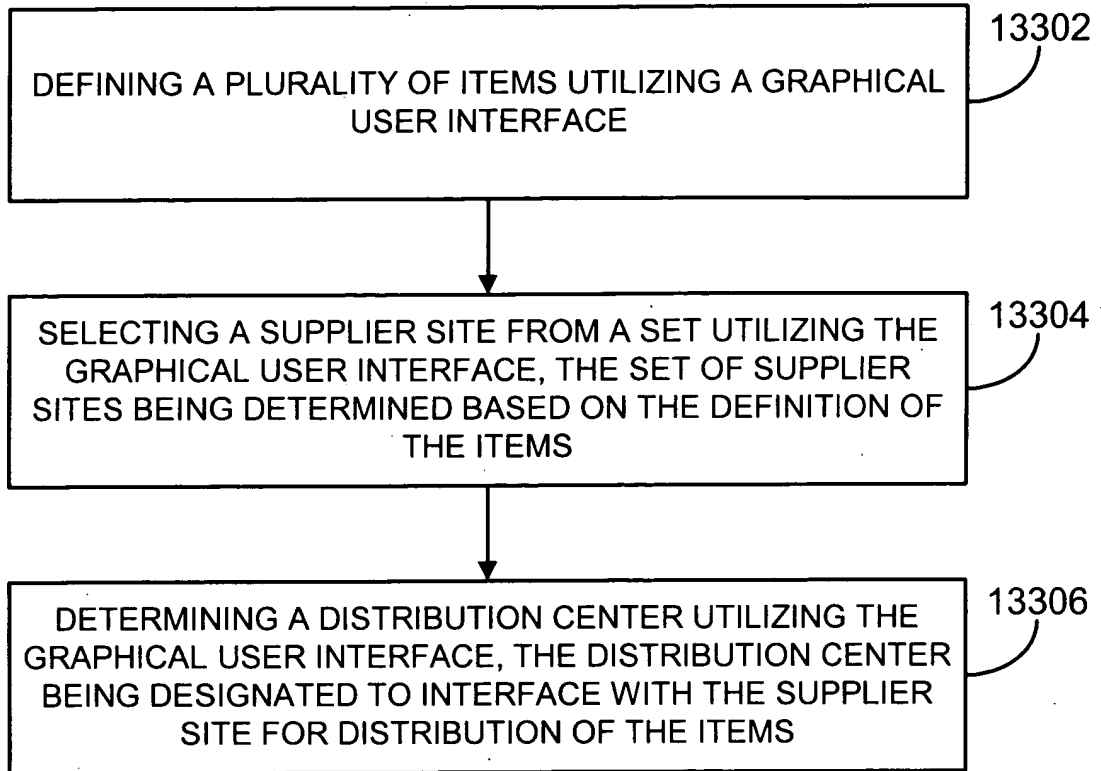 13302
DEFINING A PLURALITY OF ITEMS UTILIZING A GRAPHICAL
USER INTERFACE
13304
SELECTING A SUPPLIER SITE FROM A SET UTILIZING THE
GRAPHICAL USER INTERFACE, THE SET OF SUPPLIER
SITES BEING DETERMINED BASED ON THE DEFINITION OF
THE ITEMS
13306
DETERMINING A DISTRIBUTION CENTER UTILIZING THE
GRAPHICAL USER INTERFACE, THE DISTRIBUTION CENTER
BEING DESIGNATED TO INTERFACE WITH THE SUPPLIER
SITE FOR DISTRIBUTION OF THE ITEMS